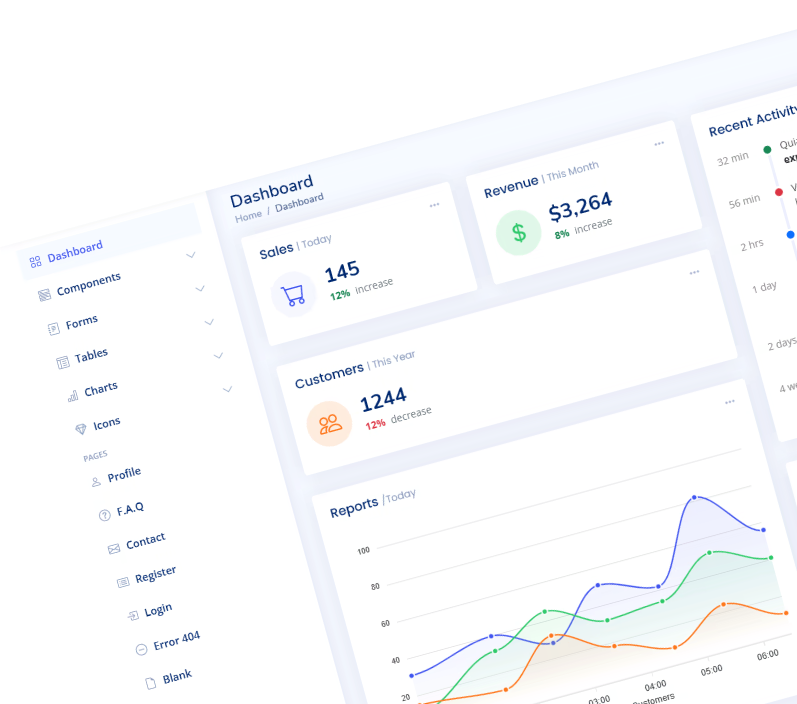 Dashboard
Components
Forms
Tables
Charts
Icons
PAGES
Profile
F.A.Q
Contact
Register
Login
Error 404
Blank
Dashboard
Home / Dashboard
Sales | Today
145
12% increase
Revenue | This Month
$3,264
8% increase
Customers | This Year
1244
12% decrease
Reports /Today
100
80
60
40
20
03:00
04:00
05:00
06:00
Recent
32 min
56 min
2 hrs
1 day
2 days